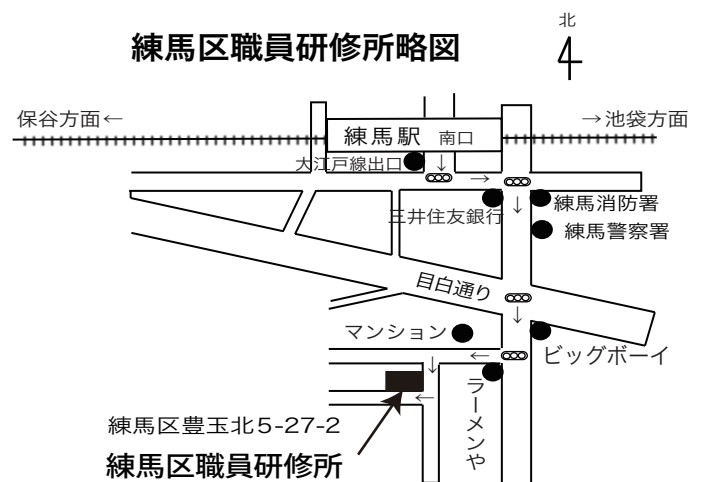 北
練馬区職員研修所略図
保谷方面←
→池袋方面
練馬駅 南口
大江戸線出口
↓
→
三井住友銀行
↓
練馬消防署
練馬警察署
目白通り
↓
マンション
ビッグボーイ
←
↓
ラーメンや
←
練馬区豊玉北5-27-2
練馬区職員研修所